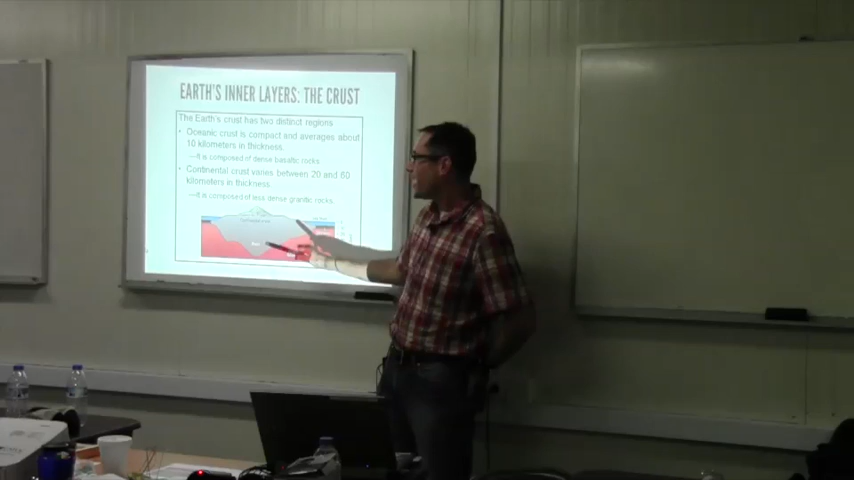 EARTH'S INNER LAYERS: THE CRUST
The Earth's crust has two distinct regions
• Oceanic crust is compact and averages about
10 kilometers in thickness.
—It is composed of dense basaltic rocks.
• Continental crust varies between 20 and 60
kilometers in thickness.
—It is composed of less dense granitic rocks.